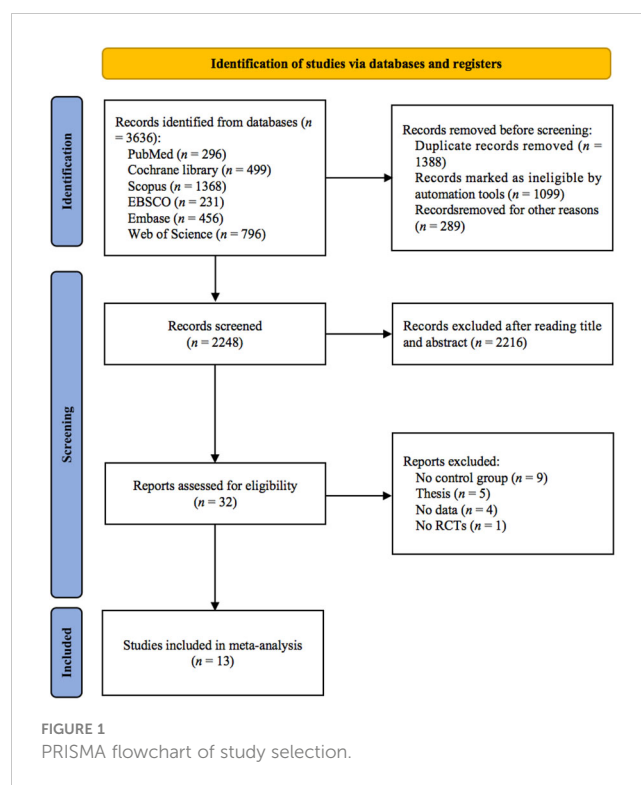 Identification of studies via databases and registers
Identification
Records identified from databases (n
= 3636):
PubMed (n = 296)
Cochrane library (n = 499)
Scopus (n = 1368)
EBSCO (n = 231)
Embase (n = 456)
Web of Science (n = 796)
Records removed before screening:
Duplicate records removed (n =
1388)
Records marked as ineligible by
automation tools (n = 1099)
Recordsremoved for other reasons
(n = 289)
Screening
Records screened
(n = 2248)
Records excluded after reading title
and abstract (n = 2216)
Reports assessed for eligibility
(n = 32)
Reports excluded:
No control group (n = 9)
Thesis (n = 5)
No data (n = 4)
No RCTs (n = 1)
Included
Studies included in meta-analysis
(n = 13)
FIGURE 1
PRISMA flowchart of study selection.